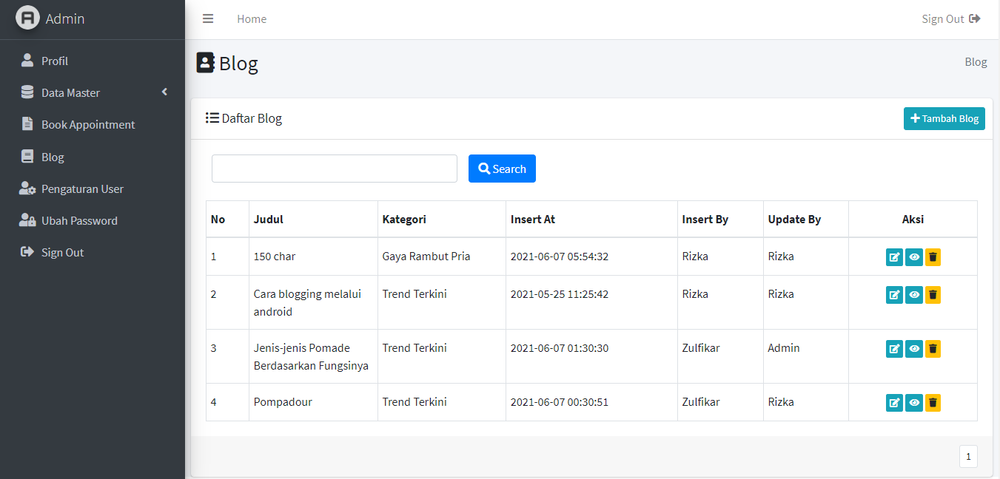 Admin
Home
Sign Out
Profil
Data Master
Book Appointment
Blog
Pengaturan User
Ubah Password
Sign Out
Blog
Blog
Daftar Blog
Tambah Blog
Search
No Judul Kategori Insert At Insert By Update By Aksi
1 150 char Gaya Rambut Pria 2021-06-07 05:54:32 Rizka Rizka
2 Cara blogging melalui Trend Terkini 2021-05-25 11:25:42 Rizka Rizka
android
3 Jenis-jenis Pomade Trend Terkini 2021-06-07 01:30:30 Zulfikar Admin
Berdasarkan Fungsinya
4 Pompadour Trend Terkini 2021-06-07 00:30:51 Zulfikar Rizka
1